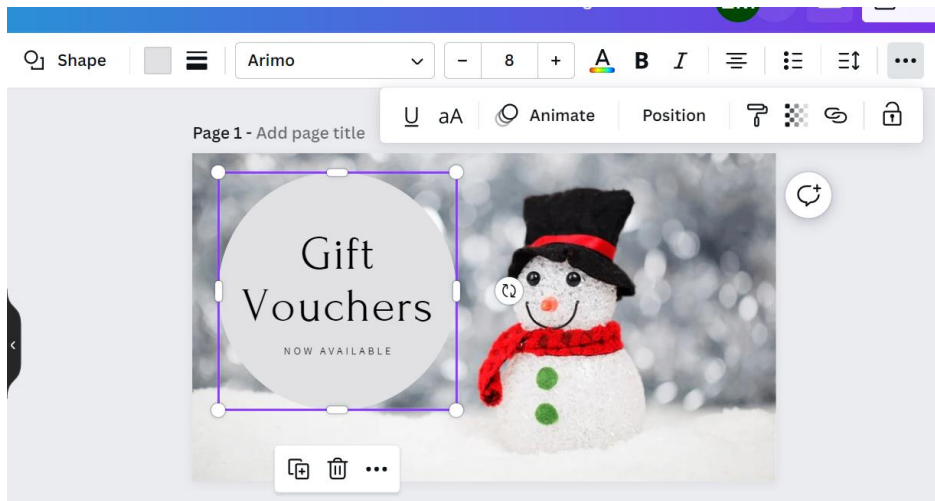 Shape
Arimo
- 8 +
A B I
U aA Animate Position
Page 1 - Add page title
Gift
Vouchers
NOW AVAILABLE